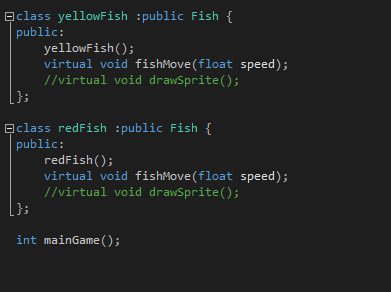 class yellowFish :public Fish {
public:
    yellowFish();
    virtual void fishMove(float speed);
    //virtual void drawSprite();
};

class redFish :public Fish {
public:
    redFish();
    virtual void fishMove(float speed);
    //virtual void drawSprite();
};

int mainGame();